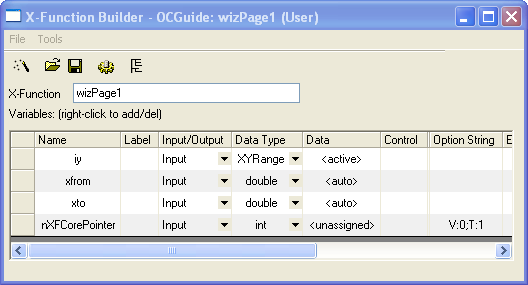 X-Function Builder - OCGuide: wizPage1 (User)
File Tools
X-Function wizPage1
Variables: (right-click to add/del)
Name Label Input/Output Data Type Data Control Option String E
iy Input XYRange <active>
xfrom Input double <auto>
xto Input double <auto>
nXFCorePointer Input int <unassigned> V:0;T:1